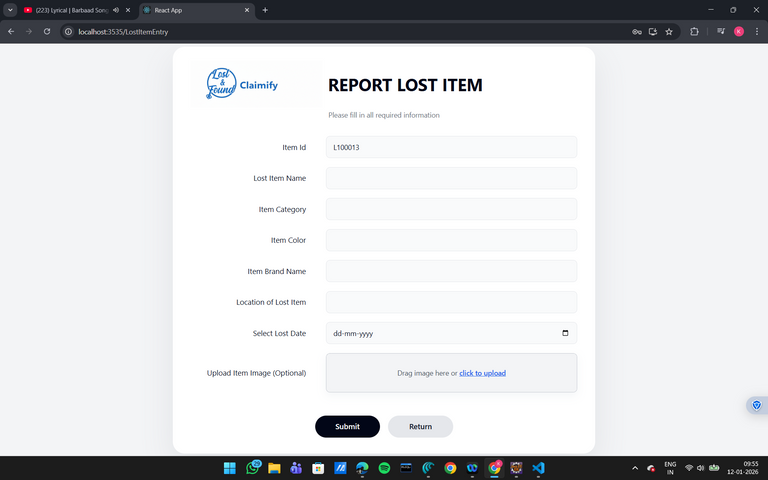 (223) Lyrical | Barbaad Song
React App
localhost:3535/LostItemEntry
K
Lost
&
Found
Claimify
REPORT LOST ITEM
Please fill in all required information
Item Id
L100013
Lost Item Name
Item Category
Item Color
Item Brand Name
Location of Lost Item
Select Lost Date
dd-mm-yyyy
Upload Item Image (Optional)
Drag image here or click to upload
Submit
Return
ENG
IN
09:55
12-01-2026